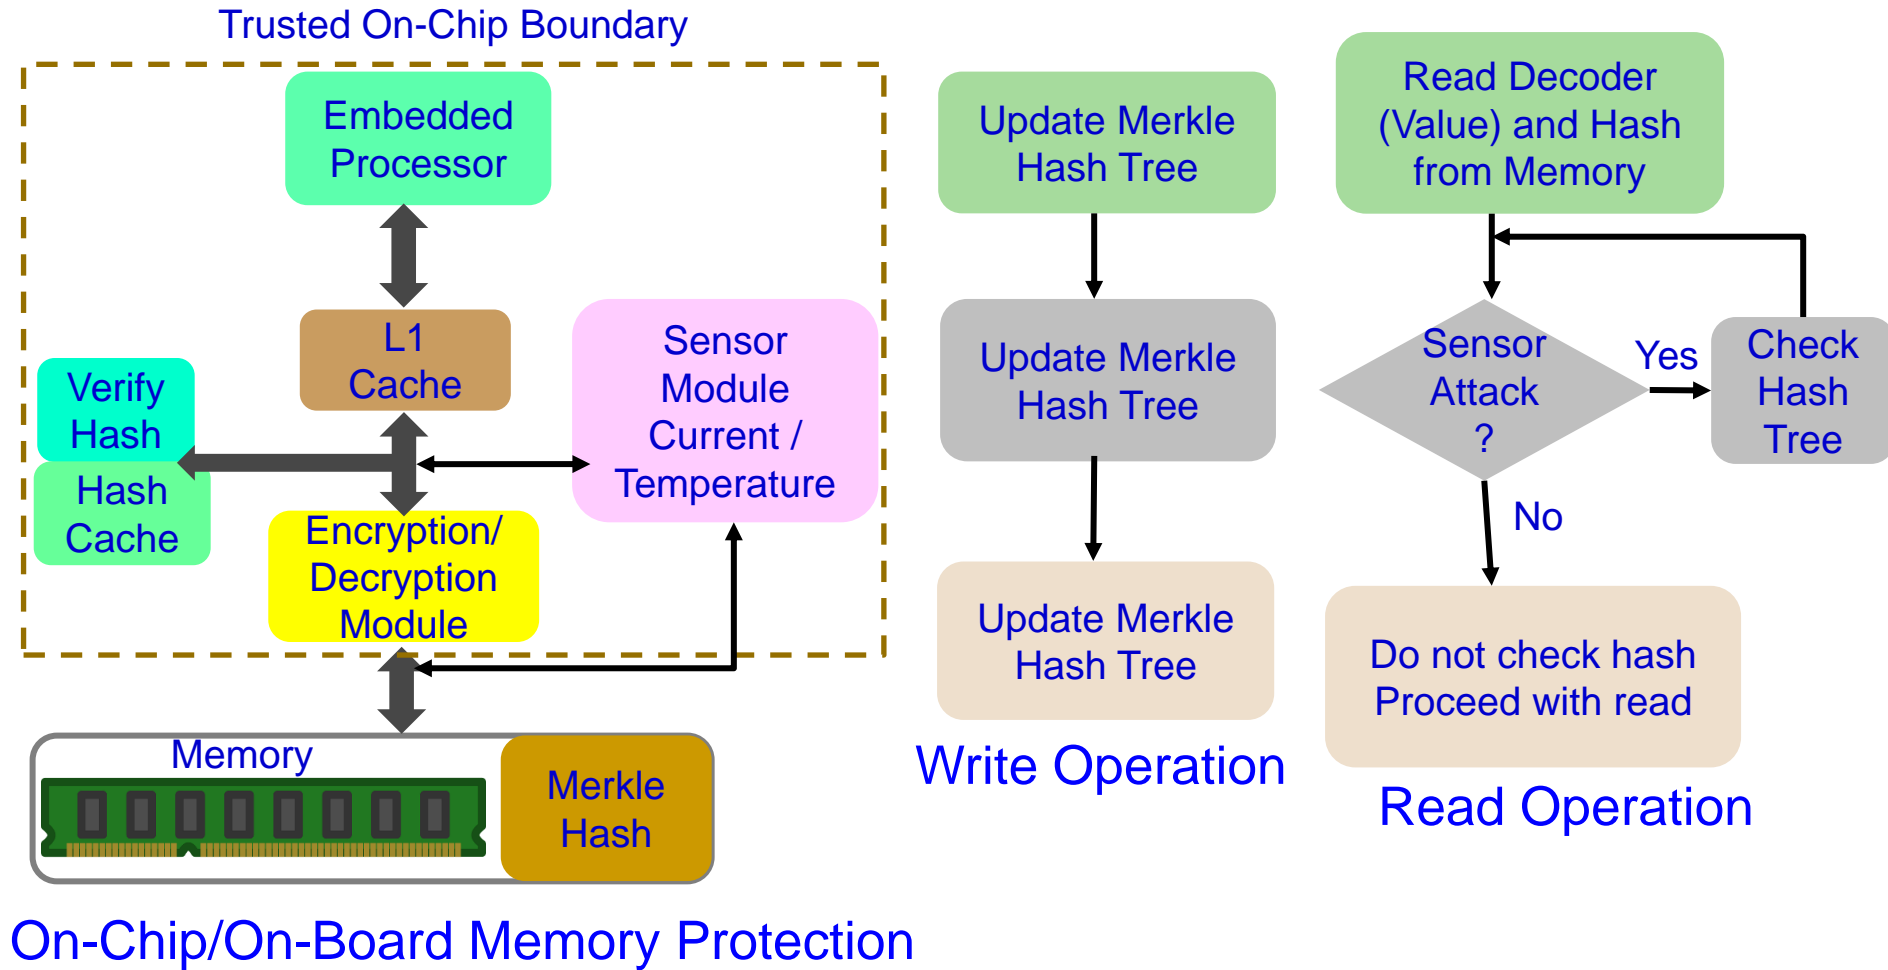 Trusted On-Chip Boundary
Embedded
Processor
L1
Cache
Verify
Hash
Hash
Cache
Sensor
Module
Current /
Temperature
Encryption/
Decryption
Module
Memory
Merkle
Hash
On-Chip/On-Board Memory Protection
Update Merkle
Hash Tree
Update Merkle
Hash Tree
Update Merkle
Hash Tree
Write Operation
Read Decoder
(Value) and Hash
from Memory
Sensor
Attack
?
Yes
Check
Hash
Tree
No
Do not check hash
Proceed with read
Read Operation